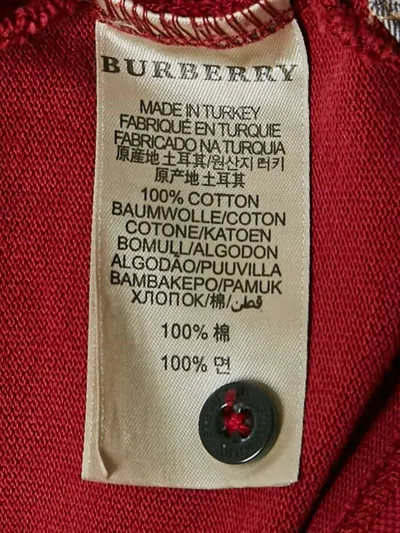 BURBERRY
MADE IN TURKEY
FABRIQUÉ EN TURQUIE
FABRICADO NA TURQUIA
原産地 土耳其/원산지 터키
原产地 土耳其
100% COTTON
BAUMWOLLE/COTON
COTONE/KATOEN
BOMULL/ALGODON
ALGODÃO/PUUVILLA
BAMBAKEPO/PAMUK
ХЛОПОК/棉/قطن
100% 棉
100% 면